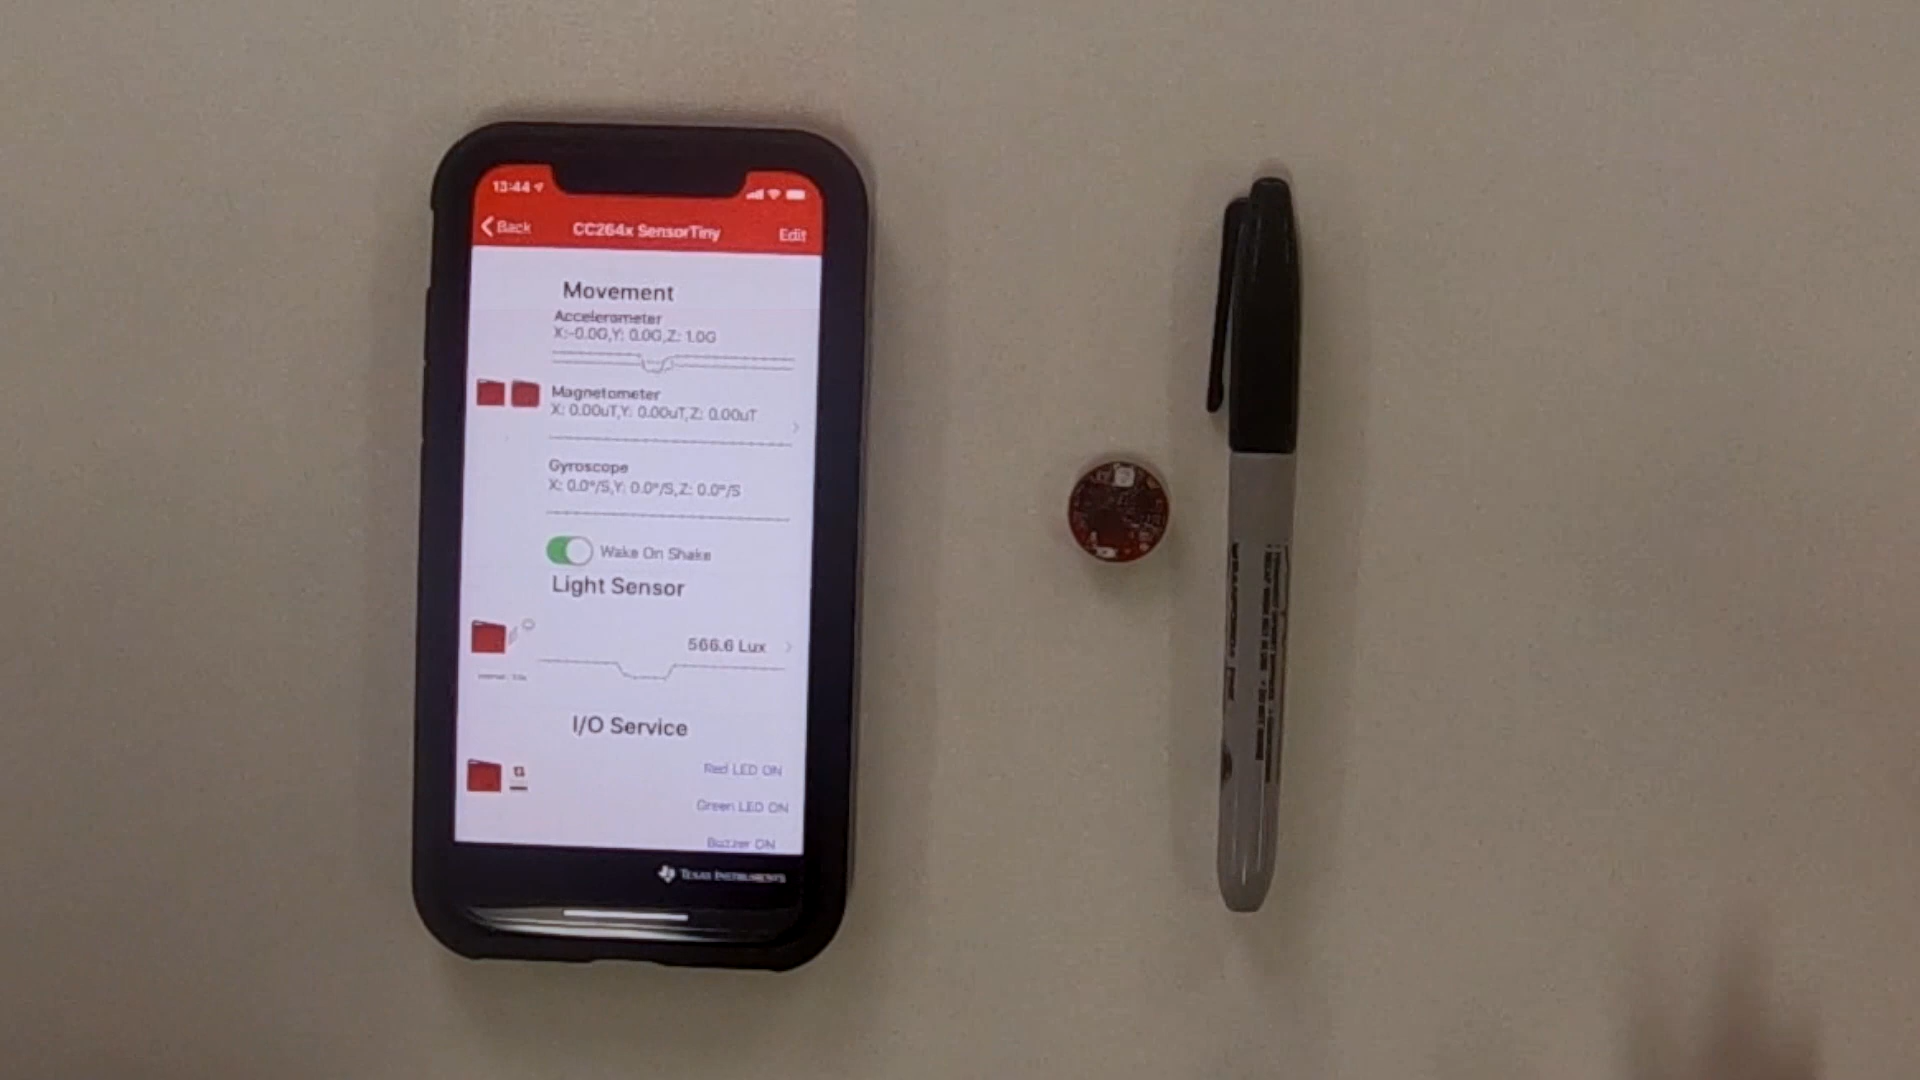 13:44
Back
CC264x SensorTiny
Edit
Movement
Accelerometer
X:-0.0G,Y: 0.0G,Z: 1.0G
Magnetometer
X: 0.00uT,Y: 0.00uT,Z: 0.00uT
Gyroscope
X: 0.0°/S,Y: 0.0°/S,Z: 0.0°/S
Wake On Shake
Light Sensor
566.6 Lux
I/O Service
Red LED ON
Green LED ON
Buzzer ON
TEXAS INSTRUMENTS